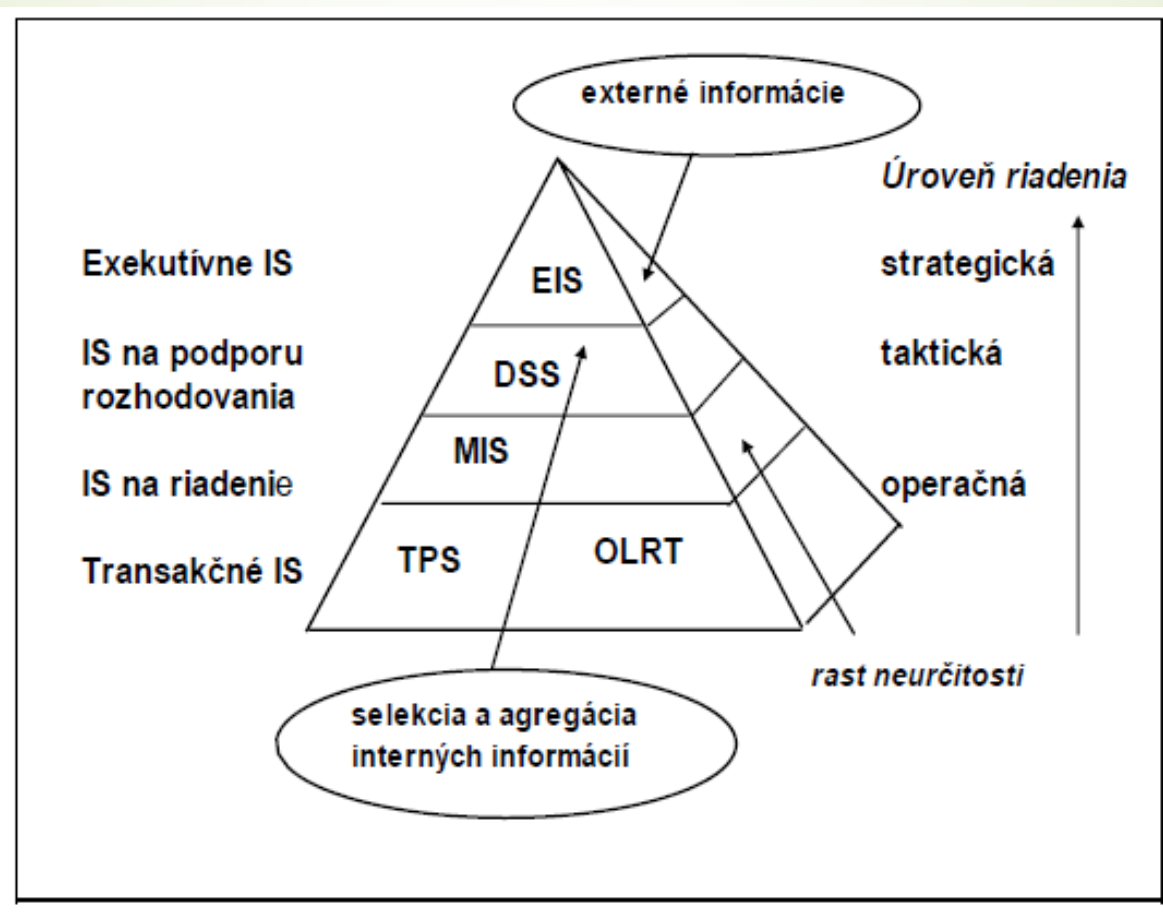 externé informácie
Úroveň riadenia
Exekutívne IS
EIS
strategická
IS na podporu
rozhodovania
DSS
taktická
MIS
IS na riadenie
operačná
TPS
OLRT
Transakčné IS
rast neurčitosti
selekcia a agregácia
interných informácií